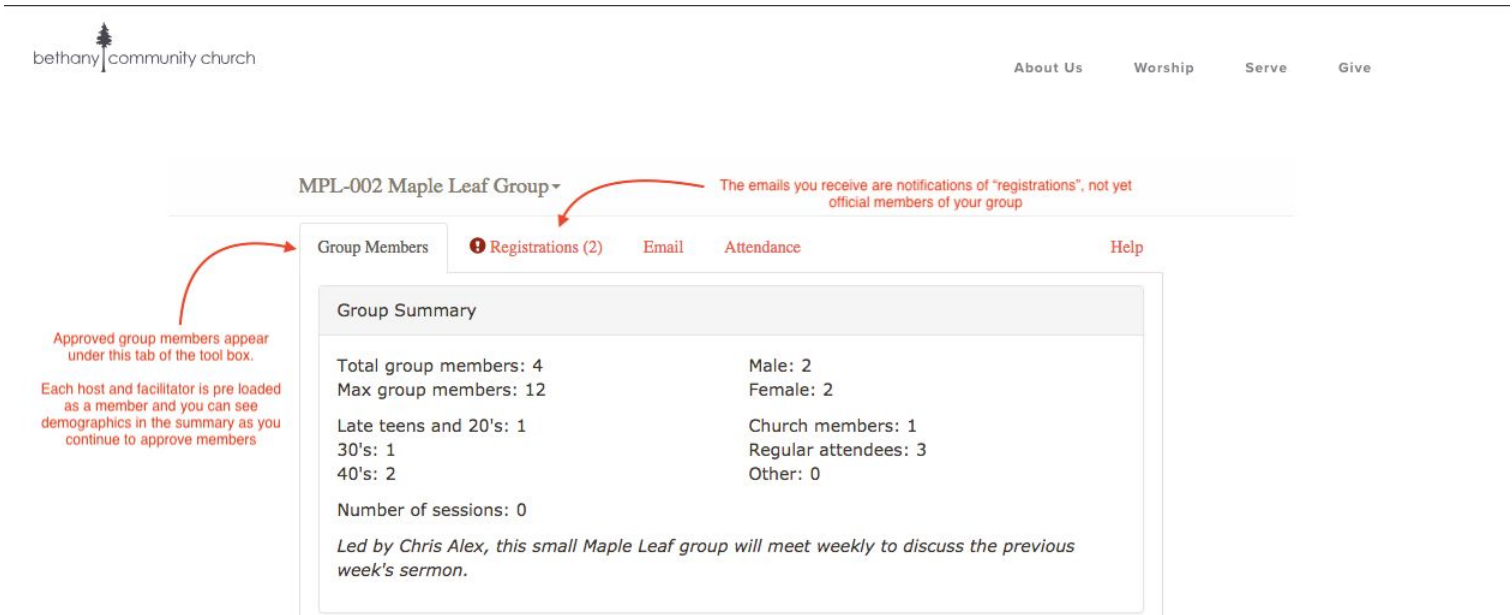 bethany community church
About Us Worship Serve Give
MPL-002 Maple Leaf Group
The emails you receive are notifications of “registrations”, not yet
official members of your group
Group Members Registrations (2) Email Attendance Help
Approved group members appear
under this tab of the tool box.
Each host and facilitator is pre loaded
as a member and you can see
demographics in the summary as you
continue to approve members
Group Summary
Total group members: 4
Max group members: 12
Late teens and 20's: 1
30's: 1
40's: 2
Male: 2
Female: 2
Church members: 1
Regular attendees: 3
Other: 0
Number of sessions: 0
Led by Chris Alex, this small Maple Leaf group will meet weekly to discuss the previous
week's sermon.